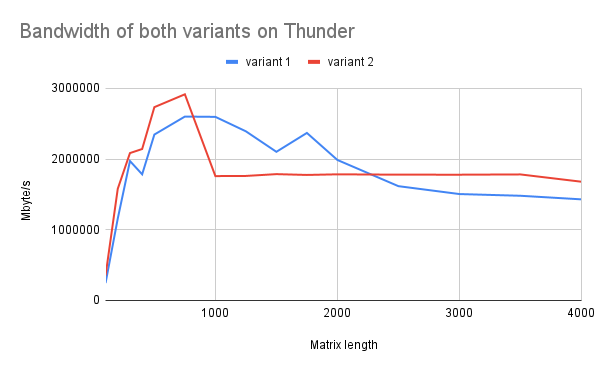 Bandwidth of both variants on Thunder
variant 1 variant 2
3000000
2000000
1000000
0
Mbyte/s
1000 2000 3000 4000
Matrix length